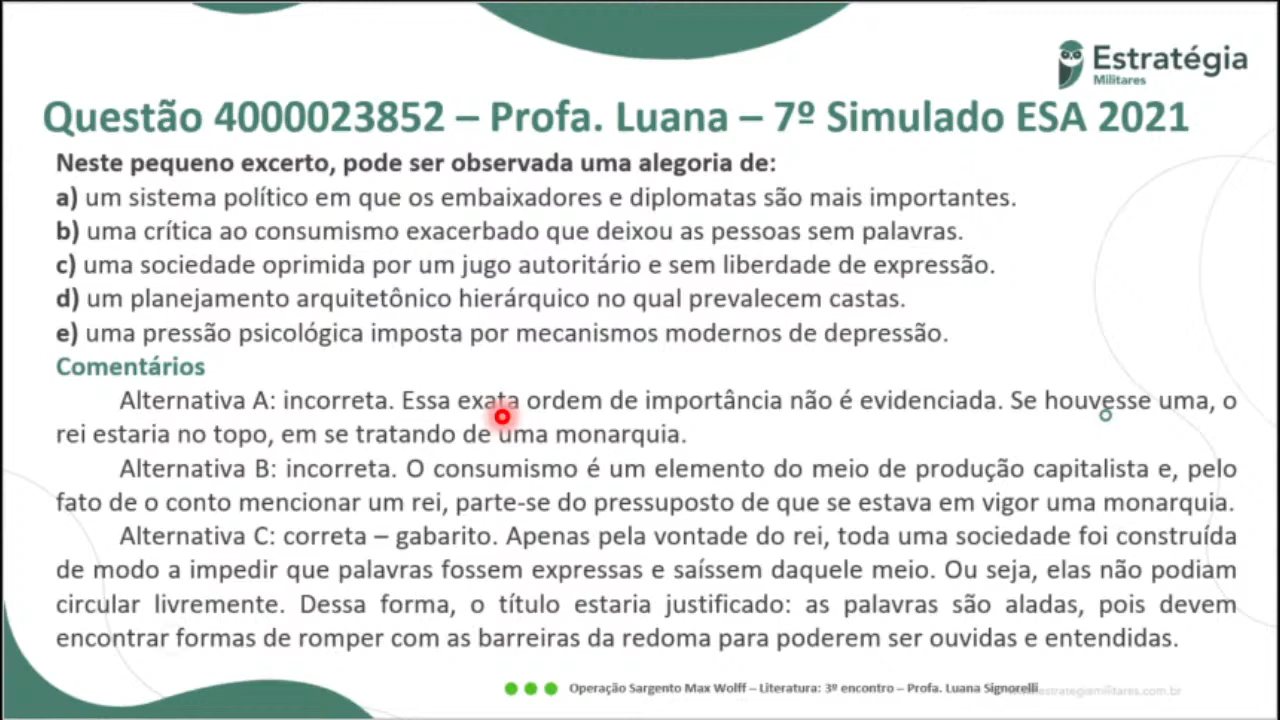 Estratégia
Militares
Questão 4000023852 – Profa. Luana – 7º Simulado ESA 2021
Neste pequeno excerto, pode ser observada uma alegoria de:
a) um sistema político em que os embaixadores e diplomatas são mais importantes.
b) uma crítica ao consumismo exacerbado que deixou as pessoas sem palavras.
c) uma sociedade oprimida por um jugo autoritário e sem liberdade de expressão.
d) um planejamento arquitetônico hierárquico no qual prevalecem castas.
e) uma pressão psicológica imposta por mecanismos modernos de depressão.
Comentários
Alternativa A: incorreta. Essa exata ordem de importância não é evidenciada. Se houvesse uma, o
rei estaria no topo, em se tratando de uma monarquia.
Alternativa B: incorreta. O consumismo é um elemento do meio de produção capitalista e, pelo
fato de o conto mencionar um rei, parte-se do pressuposto de que se estava em vigor uma monarquia.
Alternativa C: correta – gabarito. Apenas pela vontade do rei, toda uma sociedade foi construída
de modo a impedir que palavras fossem expressas e saíssem daquele meio. Ou seja, elas não podiam
circular livremente. Dessa forma, o título estaria justificado: as palavras são aladas, pois devem
encontrar formas de romper com as barreiras da redoma para poderem ser ouvidas e entendidas.
Operação Sargento Max Wolff – Literatura: 3º encontro – Profa. Luana Signorelli
estrategiamilitares.com.br